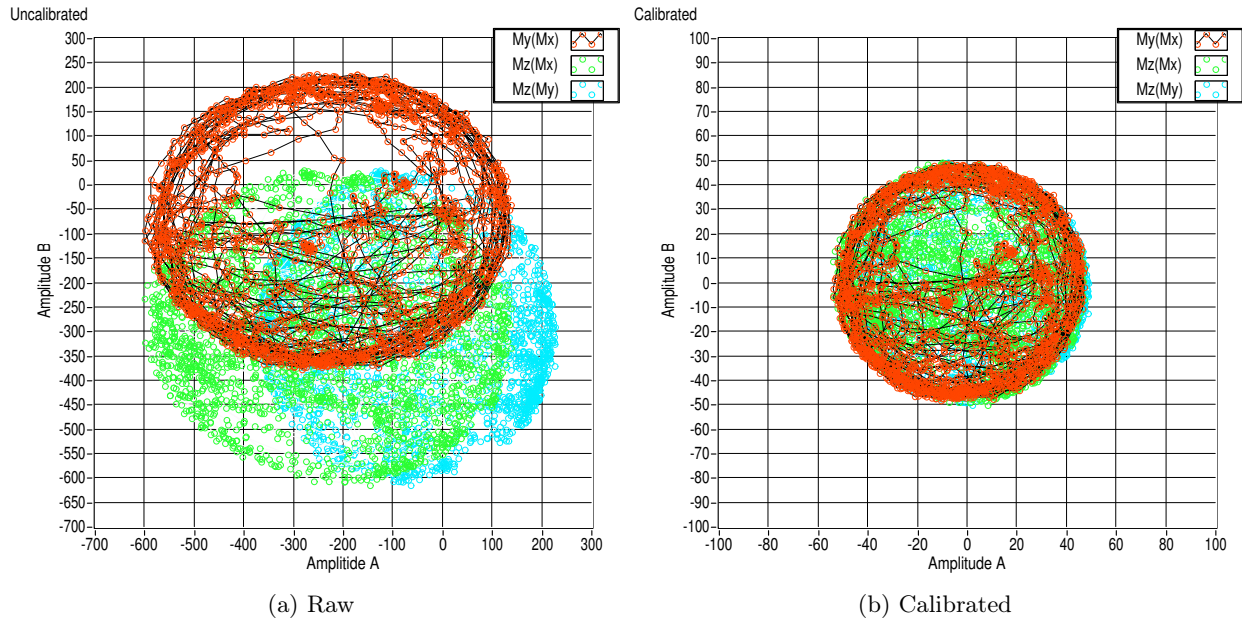 Uncalibrated
300
250
200
150
100
50
0
-50
-100
-150
-200
-250
-300
-350
-400
-450
-500
-550
-600
-650
-700
Amplitude B
-700 -600 -500 -400 -300 -200 -100 0 100 200 300
Amplitide A
My(Mx)
Mz(Mx)
Mz(My)
(a) Raw
Calibrated
100
90
80
70
60
50
40
30
20
10
0
-10
-20
-30
-40
-50
-60
-70
-80
-90
-100
Amplitude B
-100 -80 -60 -40 -20 0 20 40 60 80 100
Amplitude A
My(Mx)
Mz(Mx)
Mz(My)
(b) Calibrated